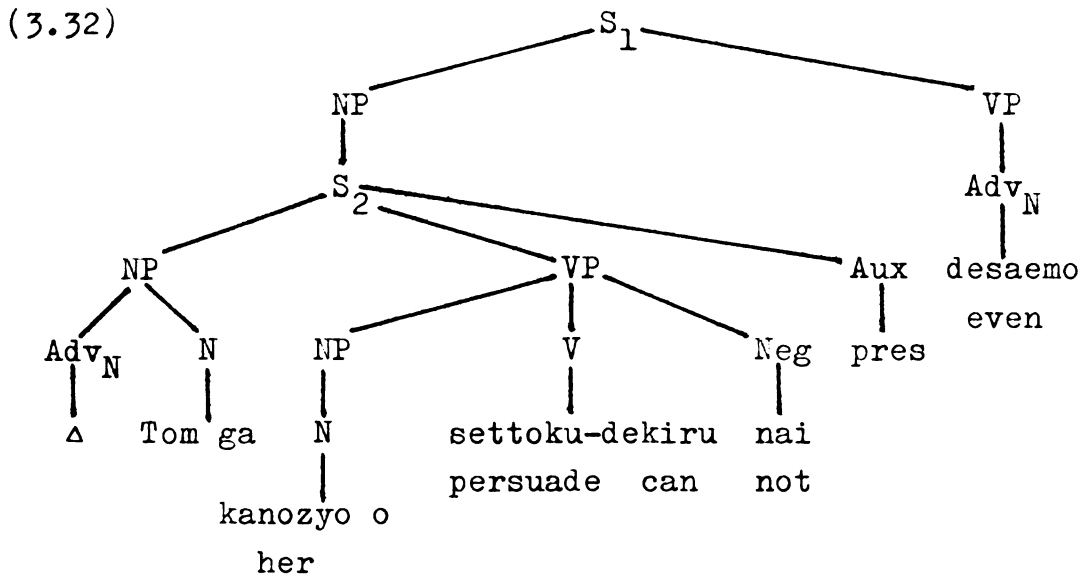 (3.32)
S1
NP VP
S2 AdvN
NP VP Aux desaemo
even
AdvN N NP V Neg pres
Δ Tom ga N settoku-dekiru nai
persuade can not
kanozyo o
her